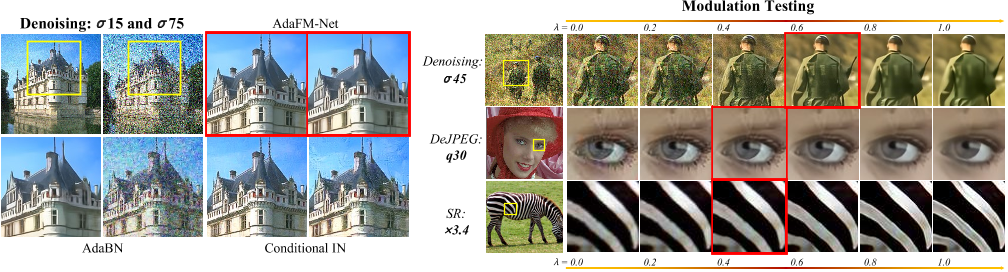 Denoising: σ15 and σ75
AdaFM-Net
AdaBN
Conditional IN
Modulation Testing
λ = 0.0 0.2 0.4 0.6 0.8 1.0
Denoising:
σ45
DeJPEG:
q30
SR:
×3.4
λ = 0.0 0.2 0.4 0.6 0.8 1.0